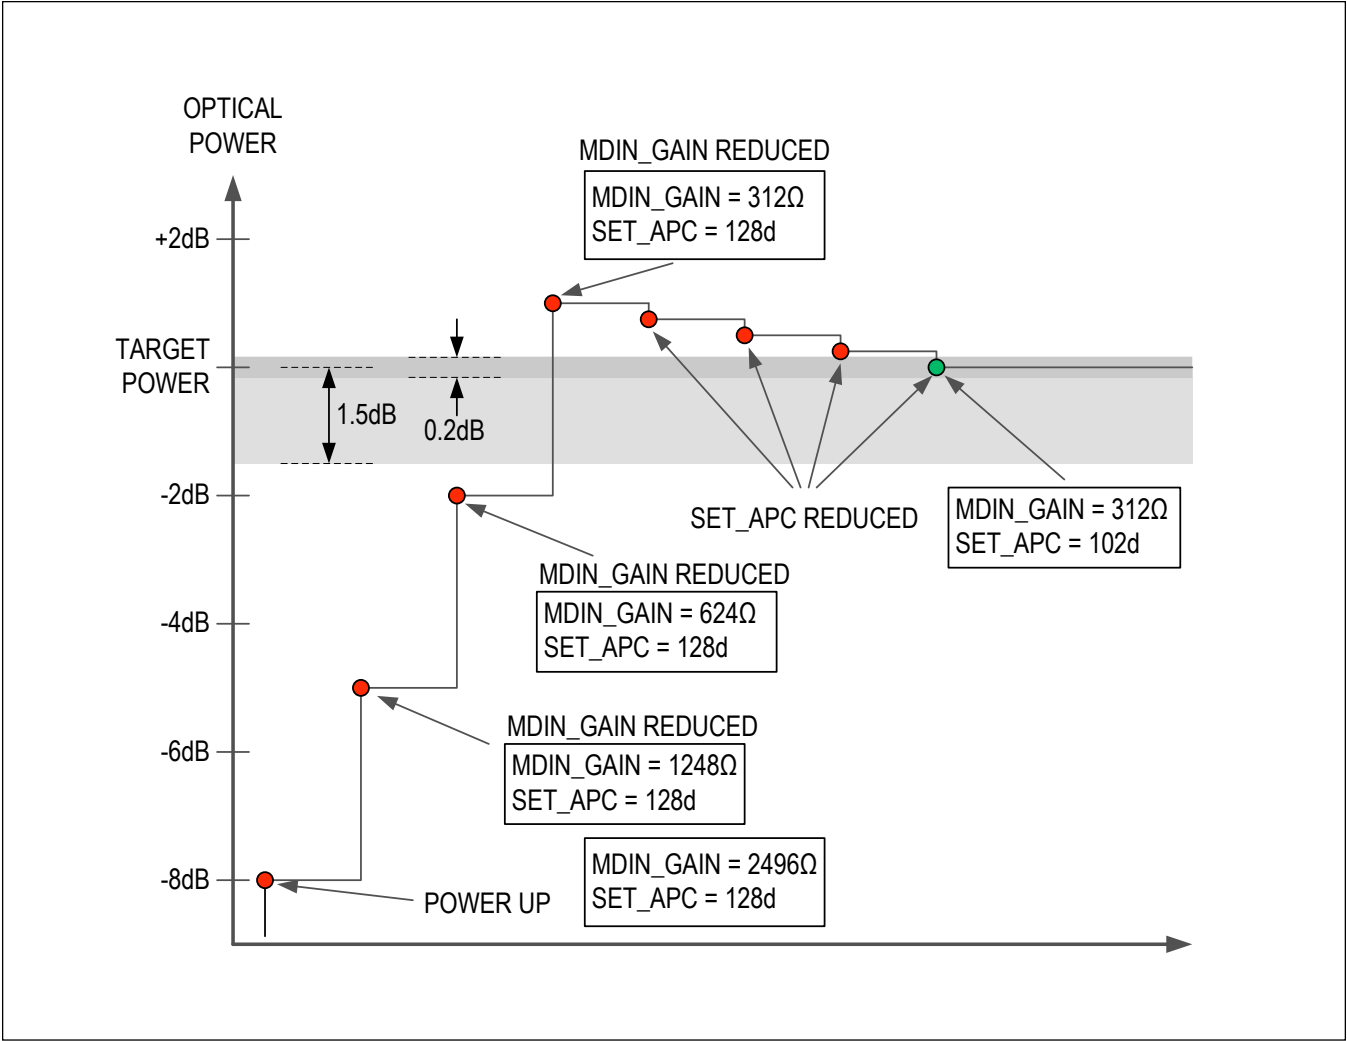 OPTICAL
POWER
MDIN_GAIN REDUCED
MDIN_GAIN = 312Ω
SET_APC = 128d
+2dB
TARGET
POWER
1.5dB
0.2dB
-2dB
SET_APC REDUCED
MDIN_GAIN = 312Ω
SET_APC = 102d
MDIN_GAIN REDUCED
MDIN_GAIN = 624Ω
SET_APC = 128d
-4dB
MDIN_GAIN REDUCED
MDIN_GAIN = 1248Ω
SET_APC = 128d
-6dB
MDIN_GAIN = 2496Ω
SET_APC = 128d
-8dB
POWER UP